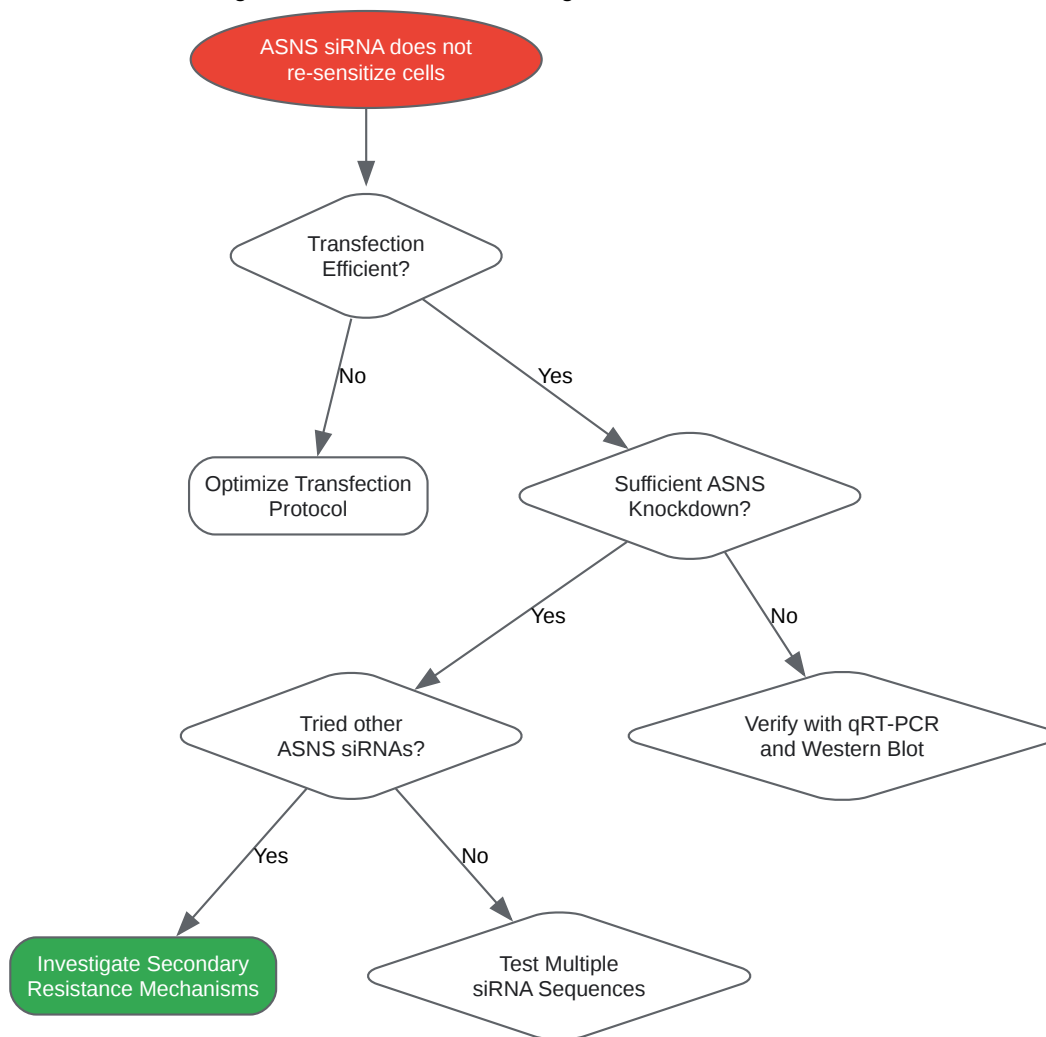 ASNS siRNA does not
re-sensitize cells
Transfection
Efficient?
No
Yes
Optimize Transfection
Protocol
Sufficient ASNS
Knockdown?
Yes
No
Tried other
ASNS siRNAs?
Verify with qRT-PCR
and Western Blot
Yes
No
Investigate Secondary
Resistance Mechanisms
Test Multiple
siRNA Sequences